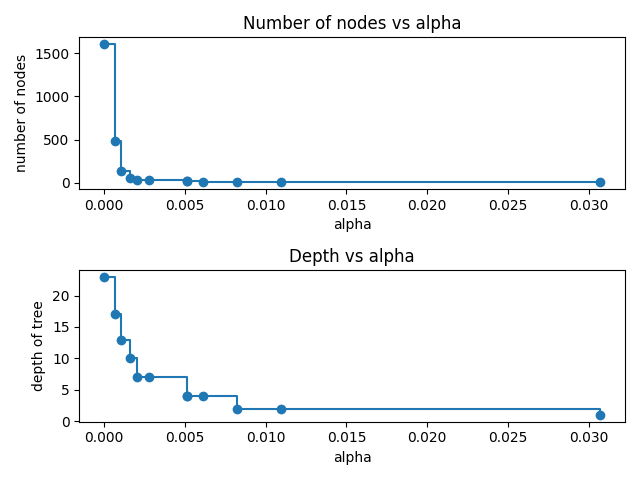 Number of nodes vs alpha
number of nodes
1500
1000
500
0
0.000 0.005 0.010 0.015 0.020 0.025 0.030
alpha
Depth vs alpha
depth of tree
20
15
10
5
0
0.000 0.005 0.010 0.015 0.020 0.025 0.030
alpha